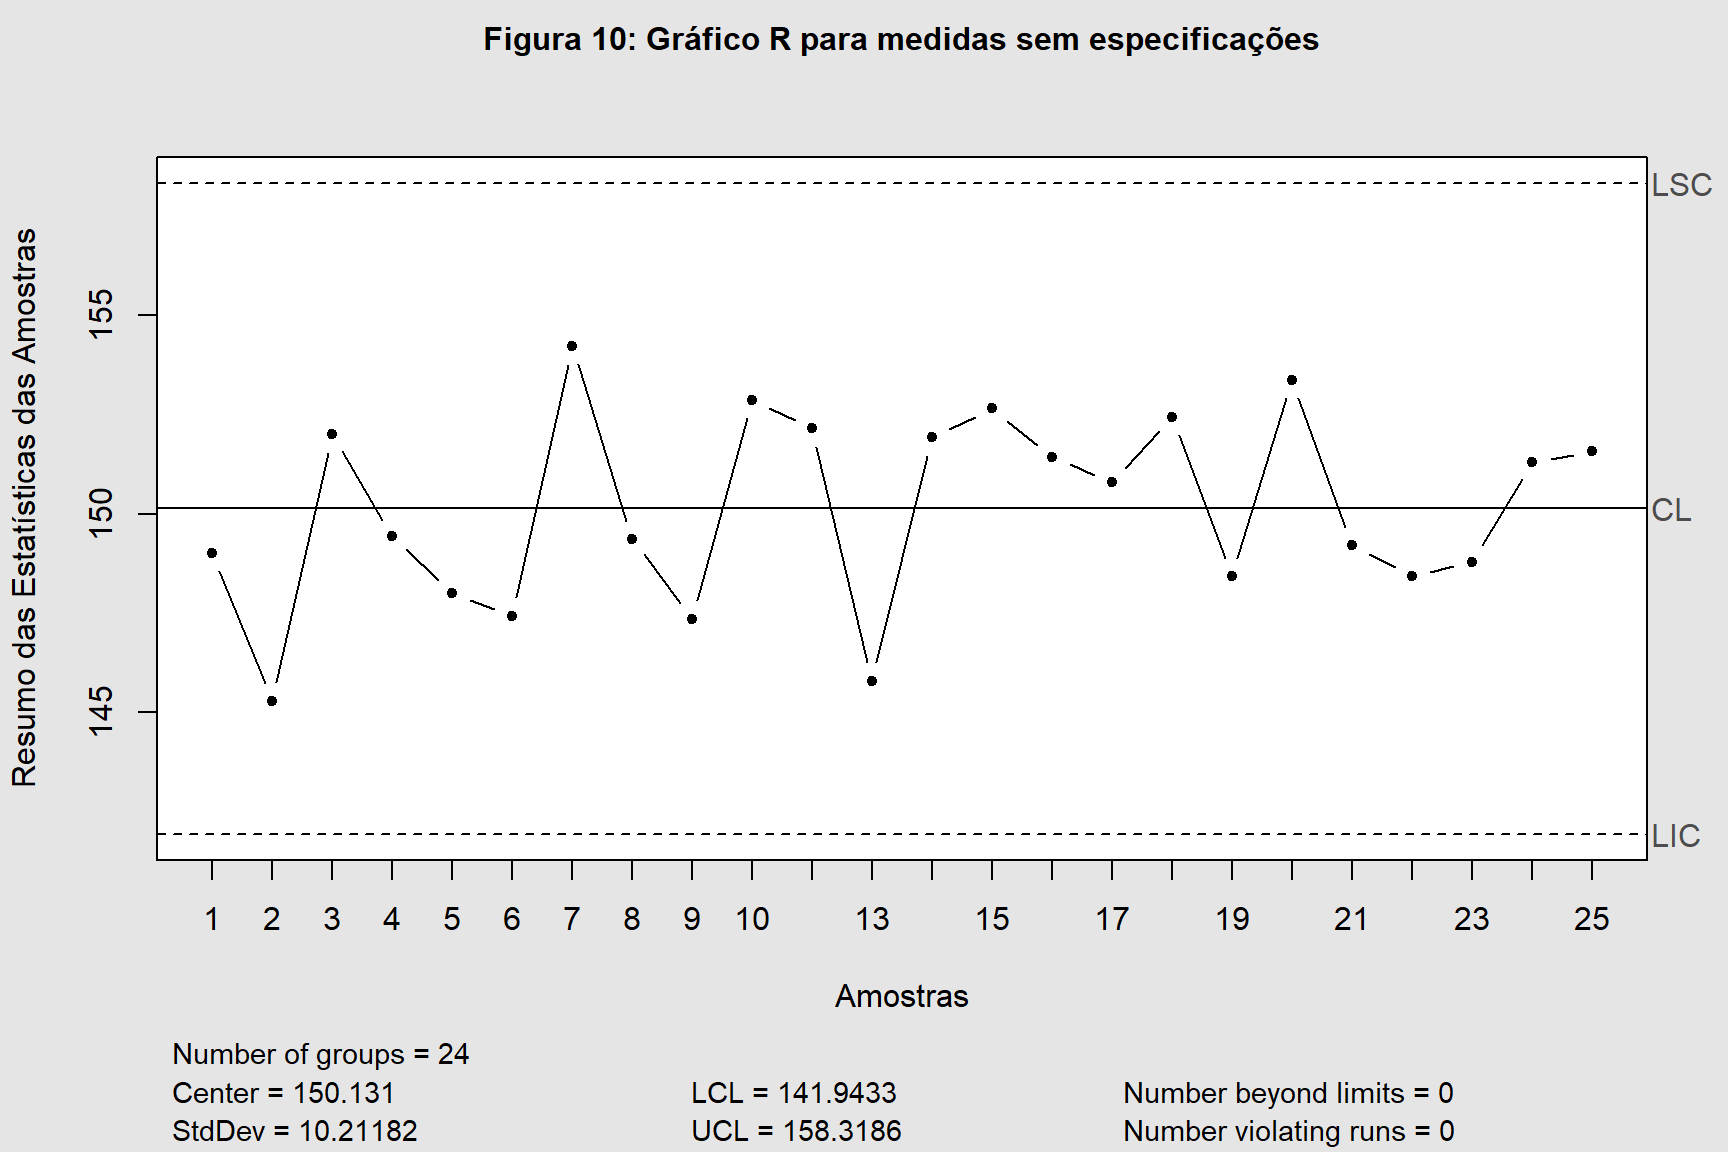 Figura 10: Gráfico R para medidas sem especificações
Resumo das Estatísticas das Amostras
155
150
145
LSC
CL
LIC
1 2 3 4 5 6 7 8 9 10 13 15 17 19 21 23 25
Amostras
Number of groups = 24
Center = 150.131 LCL = 141.9433 Number beyond limits = 0
StdDev = 10.21182 UCL = 158.3186 Number violating runs = 0